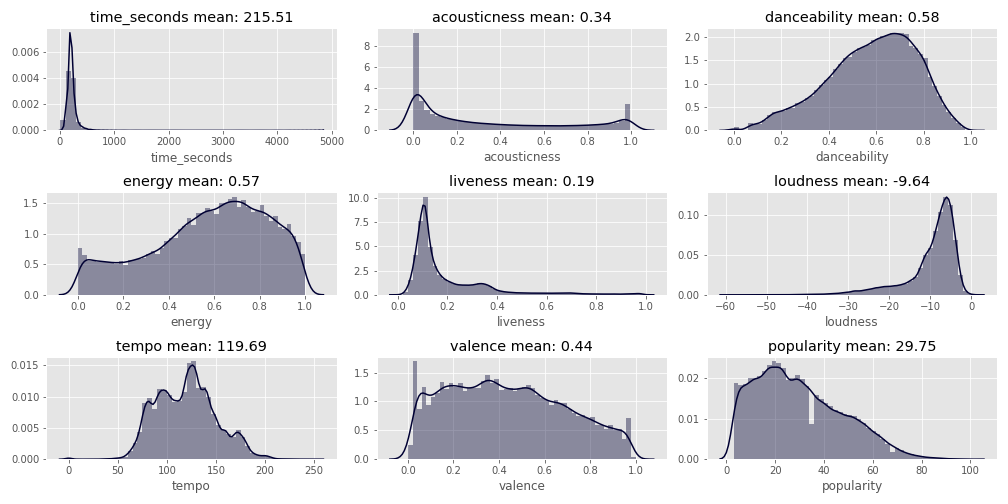 time_seconds mean: 215.51
0.006
0.004
0.002
0.000
0 1000 2000 3000 4000 5000
time_seconds
acousticness mean: 0.34
8
6
4
2
0
0.0 0.2 0.4 0.6 0.8 1.0
acousticness
danceability mean: 0.58
2.0
1.5
1.0
0.5
0.0
0.0 0.2 0.4 0.6 0.8 1.0
danceability
energy mean: 0.57
1.5
1.0
0.5
0.0
0.0 0.2 0.4 0.6 0.8 1.0
energy
liveness mean: 0.19
10.0
7.5
5.0
2.5
0.0
0.0 0.2 0.4 0.6 0.8 1.0
liveness
loudness mean: -9.64
0.10
0.05
0.00
−60 −50 −40 −30 −20 −10 0
loudness
tempo mean: 119.69
0.015
0.010
0.005
0.000
0 50 100 150 200 250
tempo
valence mean: 0.44
1.5
1.0
0.5
0.0
0.0 0.2 0.4 0.6 0.8 1.0
valence
popularity mean: 29.75
0.02
0.01
0.00
0 20 40 60 80 100
popularity